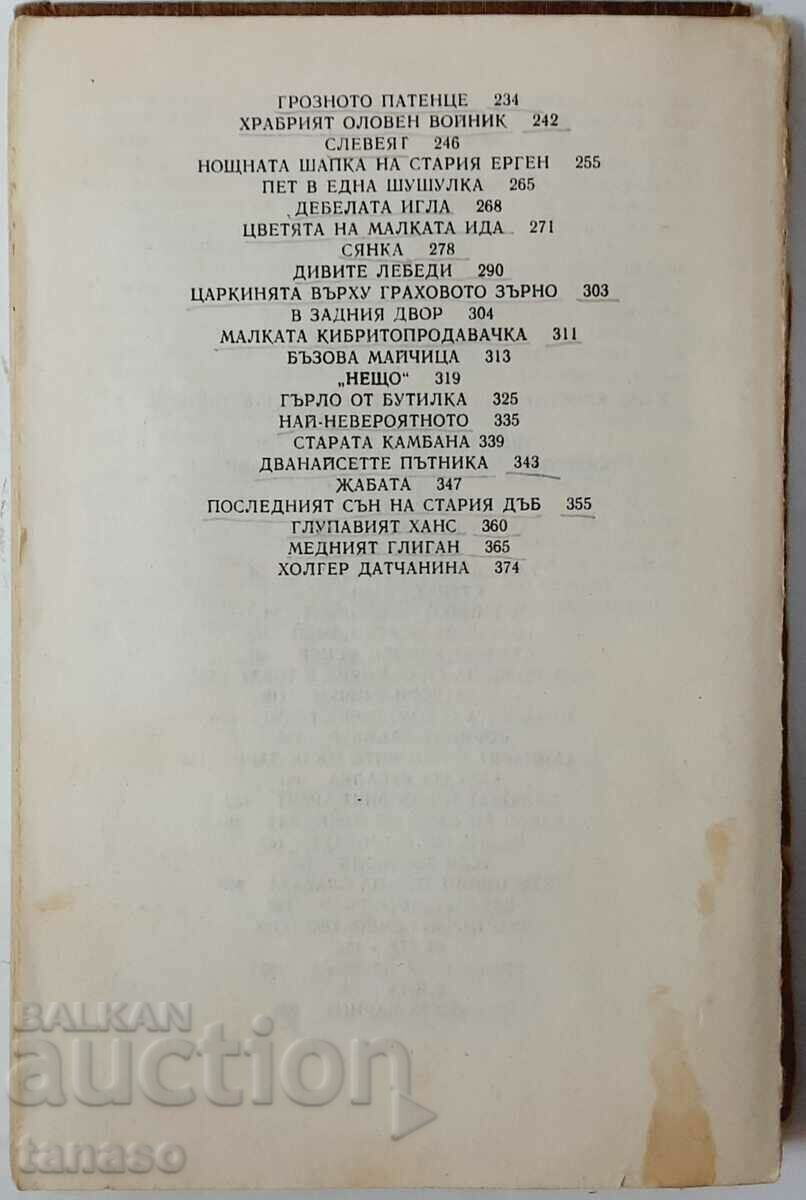 ГРОЗНОТО ПАТЕНЦЕ 234
ХРАБРИЯТ ОЛОВЕН ВОЙНИК 242
СЛЕВЕЯТ 246
НОЩНАТА ШАПКА НА СТАРИЯ ЕРГЕН 255
ПЕТ В ЕДНА ШУШУЛКА 265
ДЕБЕЛАТА ИГЛА 268
ЦВЕТЯТА НА МАЛКАТА ИДА 271
СЯНКА 278
ДИВИТЕ ЛЕБЕДИ 290
ЦАРКИНЯТА ВЪРХУ ГРАХОВОТО ЗЪРНО 303
В ЗАДНИЯ ДВОР 304
МАЛКАТА КИБРИТОПРОДАВАЧКА 311
БЪЗОВА МАЙЧИЦА 313
„НЕЩО“ 319
ГЪРЛО ОТ БУТИЛКА 325
НАЙ-НЕВЕРОЯТНОТО 335
СТАРАТА КАМБАНА 339
ДВАНАЙСЕТТЕ ПЪТНИКА 343
ЖАБАТА 347
ПОСЛЕДНИЯТ СЪН НА СТАРИЯ ДЪБ 355
ГЛУПАВИЯТ ХАНС 360
МЕДНИЯТ ГЛИГАН 365
ХОЛГЕР ДАТЧАНИНА 374
BALKAN
auction
tanaso